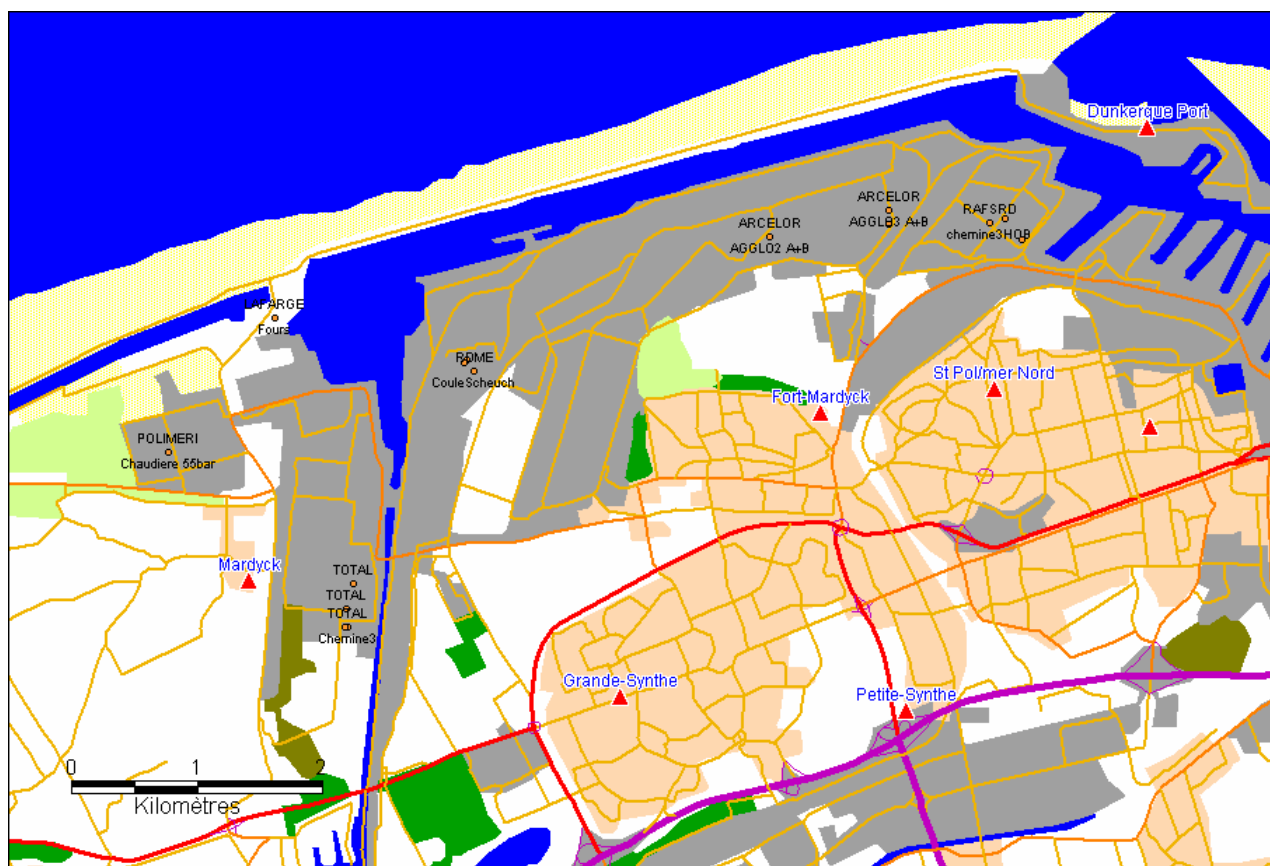 Dunkerque Port
ARCELOR
AGGLO3 A+B
RAFSRD
chemine3HOB
ARCELOR
AGGLO2 A+B
LAFARGE
Fours
RDME
CouleScheuch
St Pol/mer Nord
Fort-Mardyck
POLIMERI
Chaudiere 55bar
Mardyck
TOTAL
TOTAL
TOTAL
Chemine3
Grande-Synthe
Petite-Synthe
0 1 2
Kilomètres